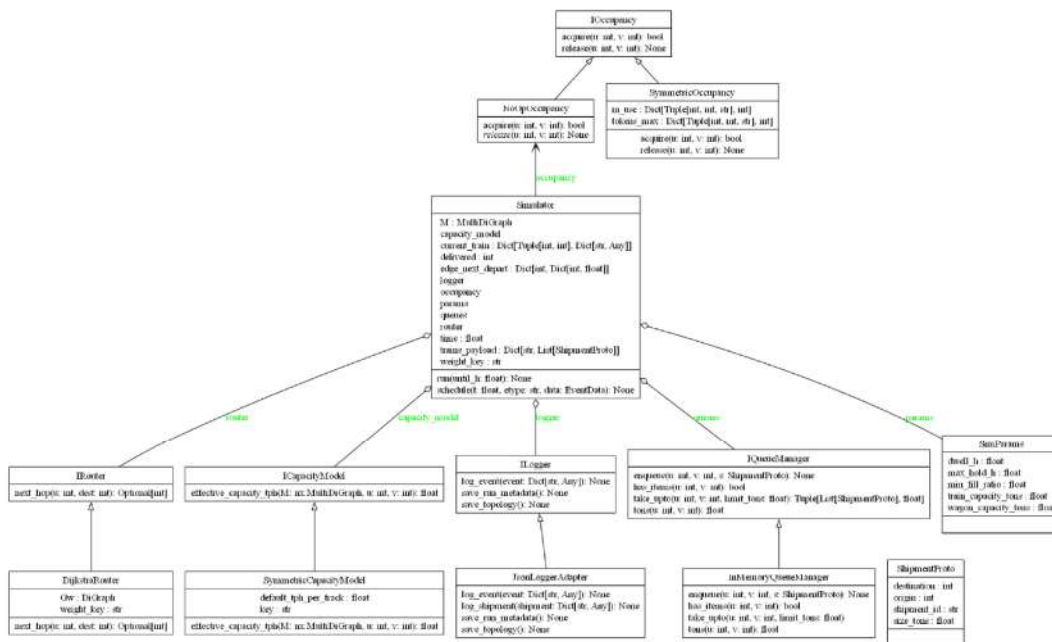 IOccupancy
acquire(u: int, v: int): bool
release(u: int, v: int): None
NoOpOccupancy
acquire(u: int, v: int): bool
release(u: int, v: int): None
SymmetricOccupancy
in_use : Dict[Tuple[int, int, str], int]
tokens_max : Dict[Tuple[int, int, str], int]
acquire(u: int, v: int): bool
release(u: int, v: int): None
occupancy
Simulator
M : MultiDiGraph
capacity_model
current_train : Dict[Tuple[int, int], Dict[str, Any]]
delivered : int
edge_next_depart : Dict[int, Dict[int, float]]
logger
occupancy
params
queues
router
time : float
trains_payload : Dict[str, List[ShipmentProto]]
weight_key : str
run(until_h: float): None
schedule(t: float, etype: str, data: EventData): None
router
capacity_model
logger
queues
params
IRouter
next_hop(u: int, dest: int): Optional[int]
ICapacityModel
effective_capacity_tph(M: nx.MultiDiGraph, u: int, v: int): float
ILogger
log_event(event: Dict[str, Any]): None
save_run_metadata(): None
save_topology(): None
IQueueManager
enqueue(u: int, v: int, s: ShipmentProto): None
has_items(u: int, v: int): bool
take_upto(u: int, v: int, limit_tons: float): Tuple[List[ShipmentProto], float]
tons(u: int, v: int): float
SimParams
dwell_h : float
max_hold_h : float
min_fill_ratio : float
train_capacity_tons : float
wagon_capacity_tons : float
DijkstraRouter
Gw : DiGraph
weight_key : str
next_hop(u: int, dest: int): Optional[int]
SymmetricCapacityModel
default_tph_per_track : float
key : str
effective_capacity_tph(M: nx.MultiDiGraph, u: int, v: int): float
JsonLoggerAdapter
log_event(event: Dict[str, Any]): None
log_shipment(shipment: Dict[str, Any]): None
save_run_metadata(): None
save_topology(): None
InMemoryQueueManager
enqueue(u: int, v: int, s: ShipmentProto): None
has_items(u: int, v: int): bool
take_upto(u: int, v: int, limit_tons: float)
tons(u: int, v: int): float
ShipmentProto
destination : int
origin : int
shipment_id : str
size_tons : float